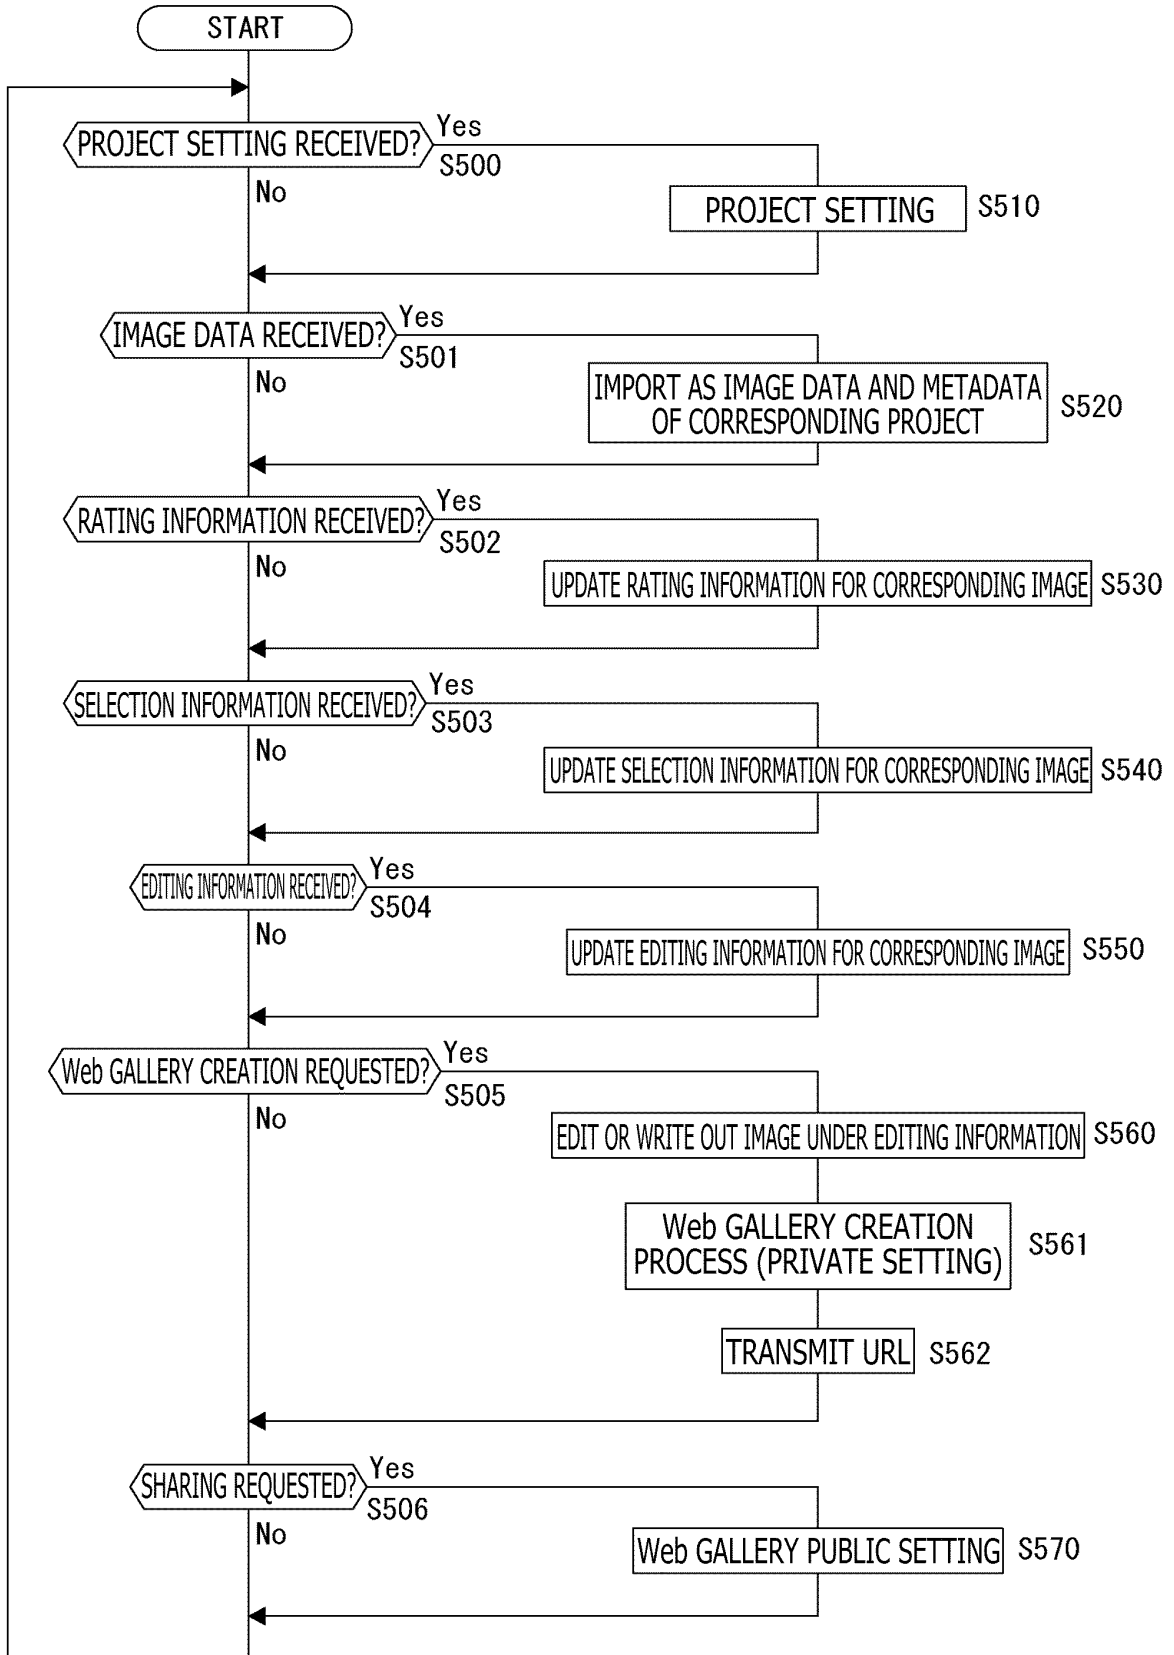 START
PROJECT SETTING RECEIVED?
Yes
S500
No
PROJECT SETTING
S510
IMAGE DATA RECEIVED?
Yes
S501
No
IMPORT AS IMAGE DATA AND METADATA
OF CORRESPONDING PROJECT
S520
RATING INFORMATION RECEIVED?
Yes
S502
No
UPDATE RATING INFORMATION FOR CORRESPONDING IMAGE
S530
SELECTION INFORMATION RECEIVED?
Yes
S503
No
UPDATE SELECTION INFORMATION FOR CORRESPONDING IMAGE
S540
EDITING INFORMATION RECEIVED?
Yes
S504
No
UPDATE EDITING INFORMATION FOR CORRESPONDING IMAGE
S550
Web GALLERY CREATION REQUESTED?
Yes
S505
No
EDIT OR WRITE OUT IMAGE UNDER EDITING INFORMATION
S560
Web GALLERY CREATION
PROCESS (PRIVATE SETTING)
S561
TRANSMIT URL
S562
SHARING REQUESTED?
Yes
S506
No
Web GALLERY PUBLIC SETTING
S570